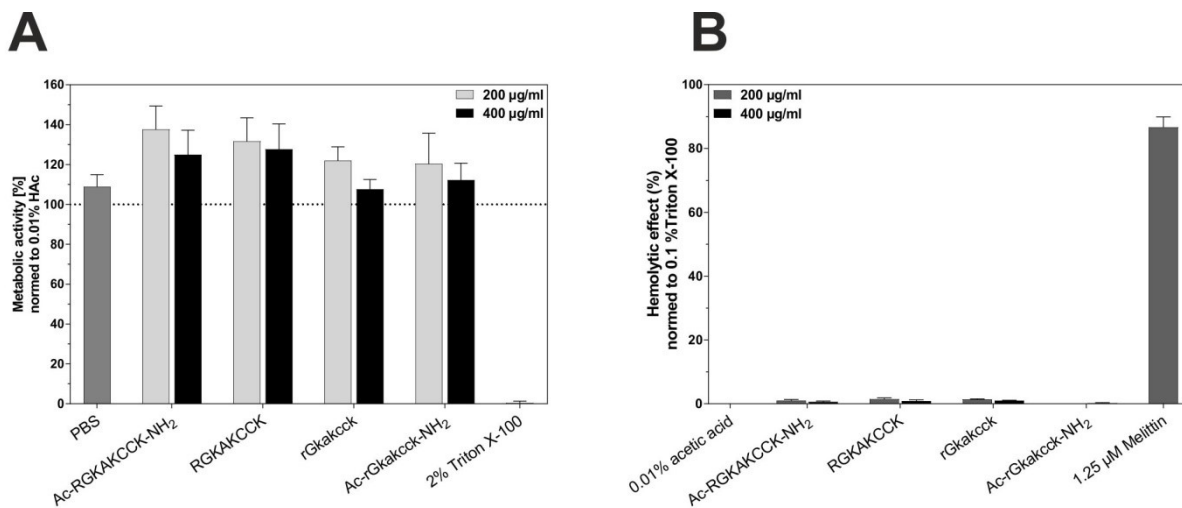 A
Metabolic activity [%]
normed to 0.01% HAc
160
140
120
100
80
60
40
20
0
200 µg/ml
400 µg/ml
PBS
Ac-RGKAKCCK-NH₂
RGKAKCCK
rGkakcck
Ac-rGkakcck-NH₂
2% Triton X-100
B
Hemolytic effect (%)
normed to 0.1 %Triton X-100
100
80
60
40
20
0
200 µg/ml
400 µg/ml
0.01% acetic acid
Ac-RGKAKCCK-NH₂
RGKAKCCK
rGkakcck
Ac-rGkakcck-NH₂
1.25 µM Melittin